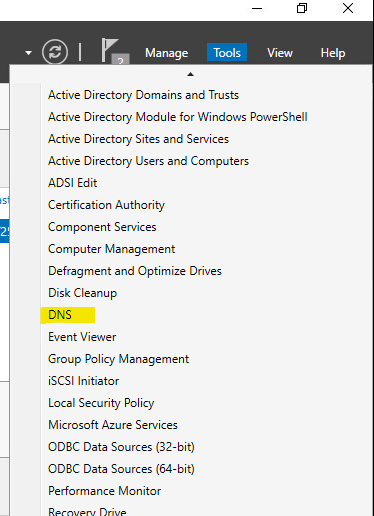 2
Manage
Tools
View
Help
Active Directory Domains and Trusts
Active Directory Module for Windows PowerShell
Active Directory Sites and Services
Active Directory Users and Computers
ADSI Edit
Certification Authority
Component Services
Computer Management
Defragment and Optimize Drives
Disk Cleanup
DNS
Event Viewer
Group Policy Management
iSCSI Initiator
Local Security Policy
Microsoft Azure Services
ODBC Data Sources (32-bit)
ODBC Data Sources (64-bit)
Performance Monitor
Recovery Drive